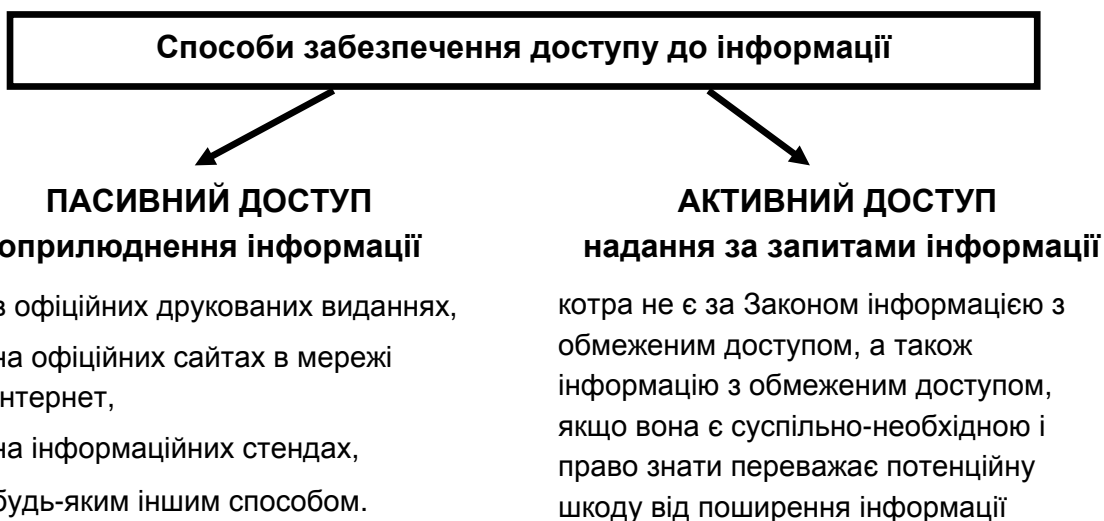 Способи забезпечення доступу до інформації
ПАСИВНИЙ ДОСТУП
оприлюднення інформації
в офіційних друкованих виданнях,
на офіційних сайтах в мережі
інтернет,
на інформаційних стендах,
будь-яким іншим способом.
АКТИВНИЙ ДОСТУП
надання за запитами інформації
котра не є за Законом інформацією з
обмеженим доступом, а також
інформацію з обмеженим доступом,
якщо вона є суспільно-необхідною і
право знати переважає потенційну
шкоду від поширення інформації